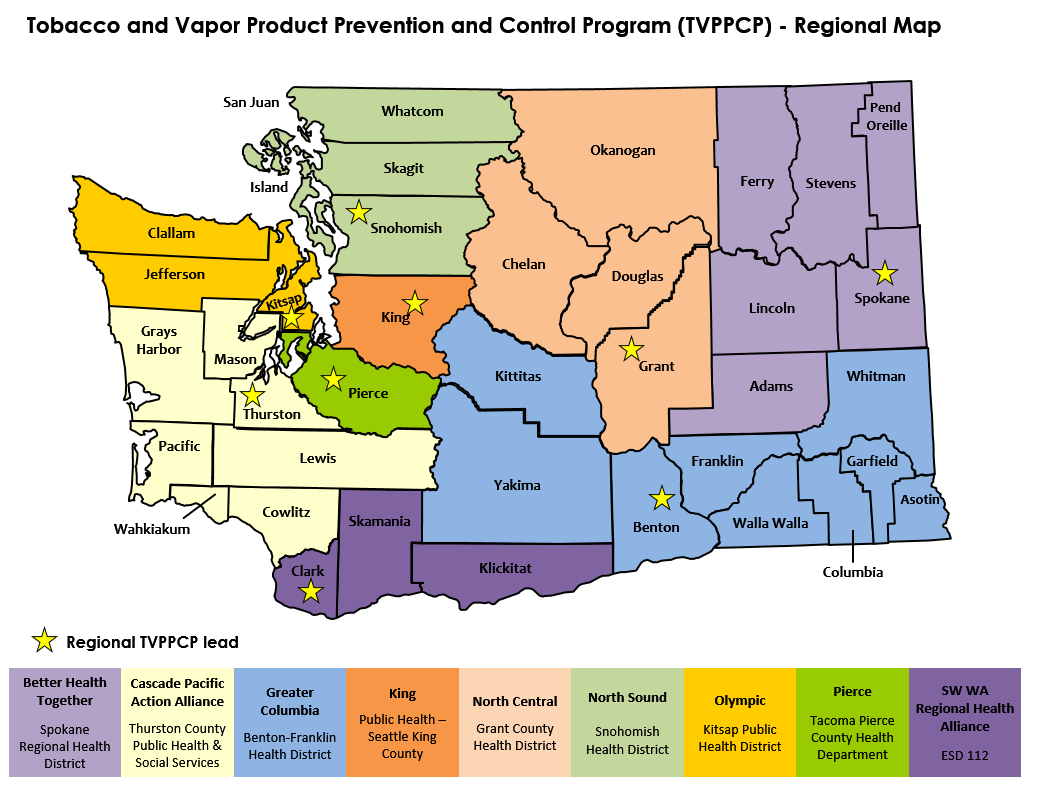 Tobacco and Vapor Product Prevention and Control Program (TVPPCP) - Regional Map
San Juan
Whatcom
Pend
Oreille
Okanogan
Skagit
Island
Ferry
Stevens
Snohomish
Clallam
Chelan
Jefferson
Douglas
Kitsap
Spokane
Lincoln
King
Grays
Harbor
Mason
Grant
Kittitas
Whitman
Adams
Pierce
Thurston
Pacific
Lewis
Franklin
Garfield
Yakima
Asotin
Cowlitz
Skamania
Wahkiakum
Benton
Walla Walla
Clark
Klickitat
Columbia
Regional TVPPCP lead
Better Health
Together
Spokane
Regional Health
District
Cascade Pacific
Action Alliance
Thurston County
Public Health &
Social Services
Greater
Columbia
Benton-Franklin
Health District
King
Public Health –
Seattle King
County
North Central
Grant County
Health District
North Sound
Snohomish
Health District
Olympic
Kitsap Public
Health District
Pierce
Tacoma Pierce
County Health
Department
SW WA
Regional Health
Alliance
ESD 112